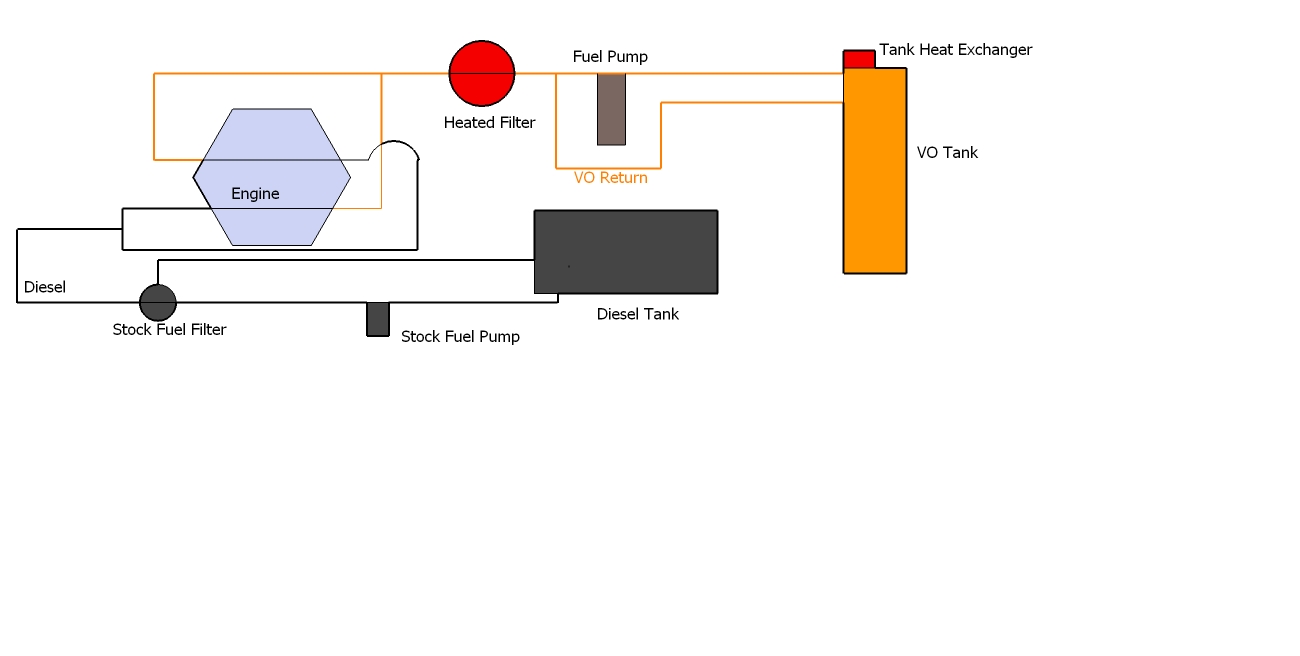 Tank Heat Exchanger
Fuel Pump
Heated Filter
VO Tank
VO Return
Engine
Diesel
Stock Fuel Filter
Diesel Tank
Stock Fuel Pump